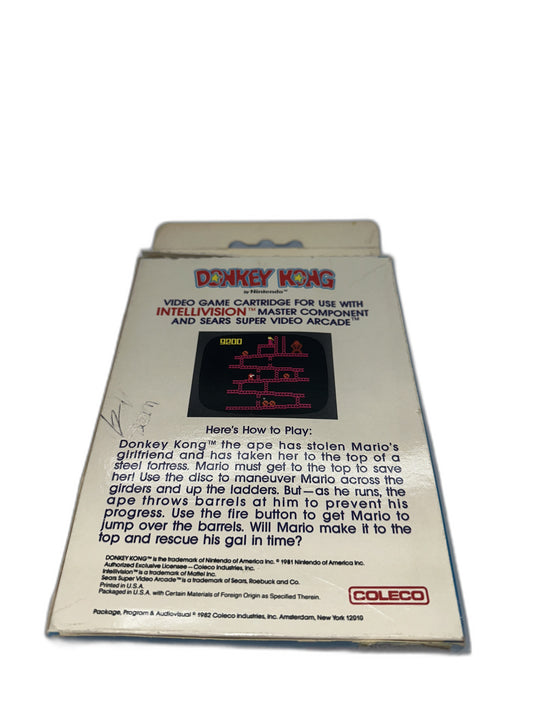 DONKEY KONG
by Nintendo™
VIDEO GAME CARTRIDGE FOR USE WITH
INTELLIVISION™ MASTER COMPONENT
AND SEARS SUPER VIDEO ARCADE™
Here's How to Play:
Donkey Kong™ the ape has stolen Mario's
girlfriend and has taken her to the top of a
steel fortress. Mario must get to the top to save
her! Use the disc to maneuver Mario across the
girders and up the ladders. But—as he runs, the
ape throws barrels at him to prevent his
progress. Use the fire button to get Mario to
jump over the barrels. Will Mario make it to the
top and rescue his gal in time?
DONKEY KONG™ is the trademark of Nintendo of America Inc. © 1981 Nintendo of America Inc.
Authorized Exclusive Licensee—Coleco Industries, Inc.
Intellivision™ is a trademark of Mattel Inc.
Sears Super Video Arcade™ is a trademark of Sears, Roebuck and Co.
Printed in U.S.A.
Packaged in U.S.A. with Certain Materials of Foreign Origin as Specified Therein.
COLECO
Package, Program & Audiovisual © 1982 Coleco Industries, Inc. Amsterdam, New York 12010